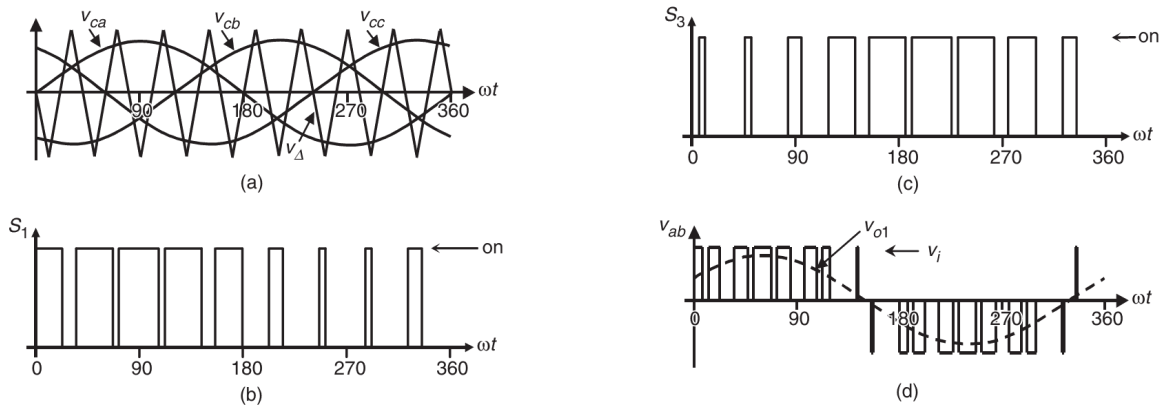 v_ca v_cb v_cc
ωt
90 180 270 360
v_Δ
(a)
S_1
on
ωt
0 90 180 270 360
(b)
S_3
on
ωt
0 90 180 270 360
(c)
v_ab v_o1
v_i
ωt
0 90 180 270 360
(d)